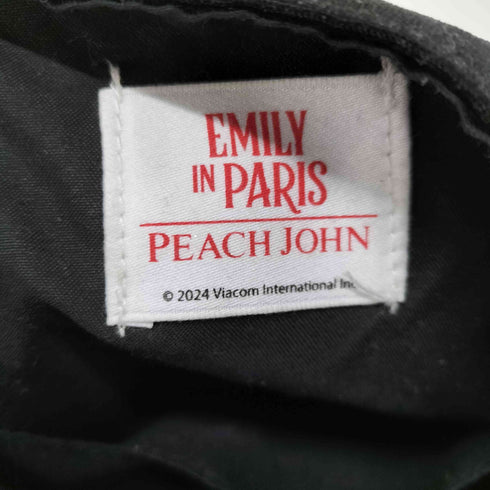 EMILY
IN PARIS
PEACH JOHN
© 2024 Viacom International Inc.